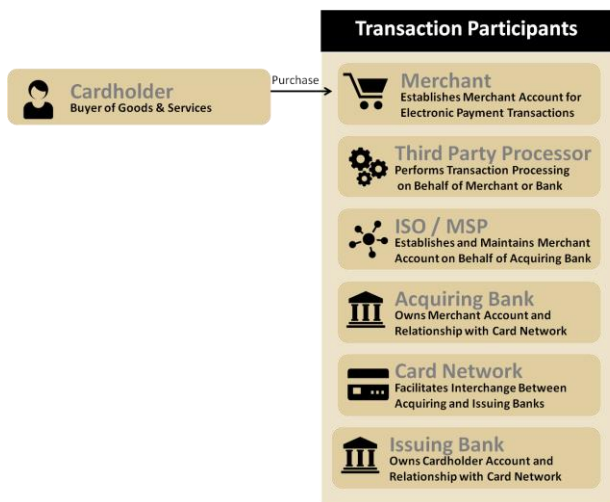 Transaction Participants
Cardholder
Buyer of Goods & Services
Purchase
Merchant
Establishes Merchant Account for
Electronic Payment Transactions
Third Party Processor
Performs Transaction Processing
on Behalf of Merchant or Bank
ISO / MSP
Establishes and Maintains Merchant
Account on Behalf of Acquiring Bank
Acquiring Bank
Owns Merchant Account and
Relationship with Card Network
Card Network
Facilitates Interchange Between
Acquiring and Issuing Banks
Issuing Bank
Owns Cardholder Account and
Relationship with Card Network